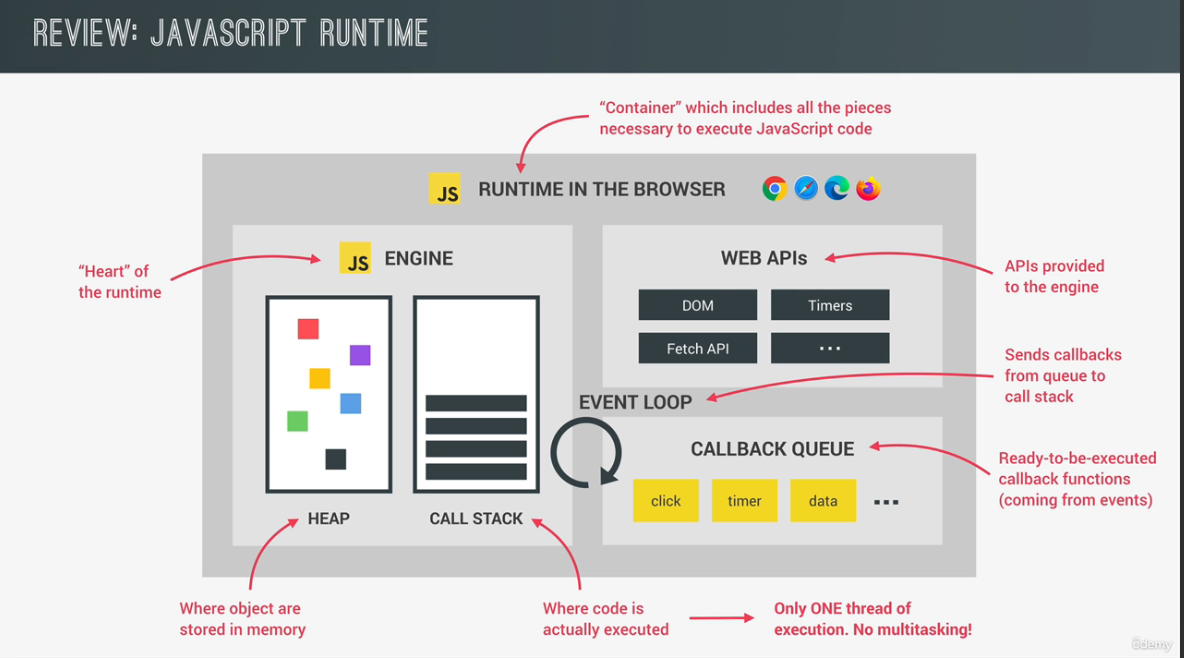 REVIEW: JAVASCRIPT RUNTIME
“Container” which includes all the pieces
necessary to execute JavaScript code
JS RUNTIME IN THE BROWSER
“Heart” of
the runtime
JS ENGINE
HEAP
CALL STACK
WEB APIs
DOM
Timers
Fetch API
...
APIs provided
to the engine
EVENT LOOP
Sends callbacks
from queue to
call stack
CALLBACK QUEUE
click
timer
data
...
Ready-to-be-executed
callback functions
(coming from events)
Where object are
stored in memory
Where code is
actually executed
Only ONE thread of
execution. No multitasking!
ûdemy